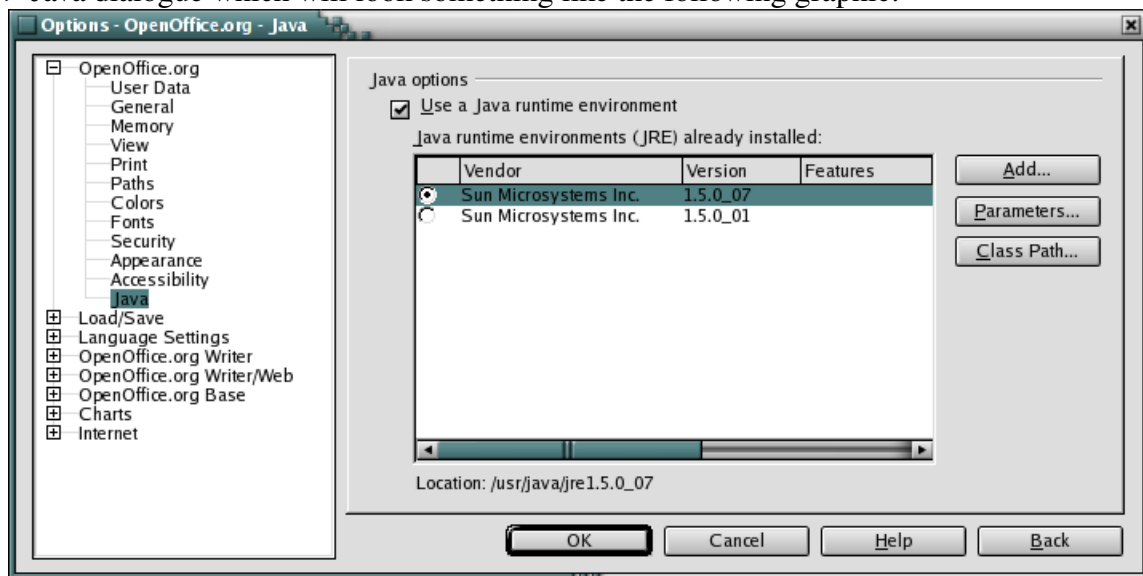 Java dialogue which will look something like the following graphic:
Options - OpenOffice.org - Java
OpenOffice.org
User Data
General
Memory
View
Print
Paths
Colors
Fonts
Security
Appearance
Accessibility
Java
Load/Save
Language Settings
OpenOffice.org Writer
OpenOffice.org Writer/Web
OpenOffice.org Base
Charts
Internet
Java options
Use a Java runtime environment
Java runtime environments (JRE) already installed:
Vendor Version Features
Sun Microsystems Inc. 1.5.0_07
Sun Microsystems Inc. 1.5.0_01
Add...
Parameters...
Class Path...
Location: /usr/java/jre1.5.0_07
OK Cancel Help Back